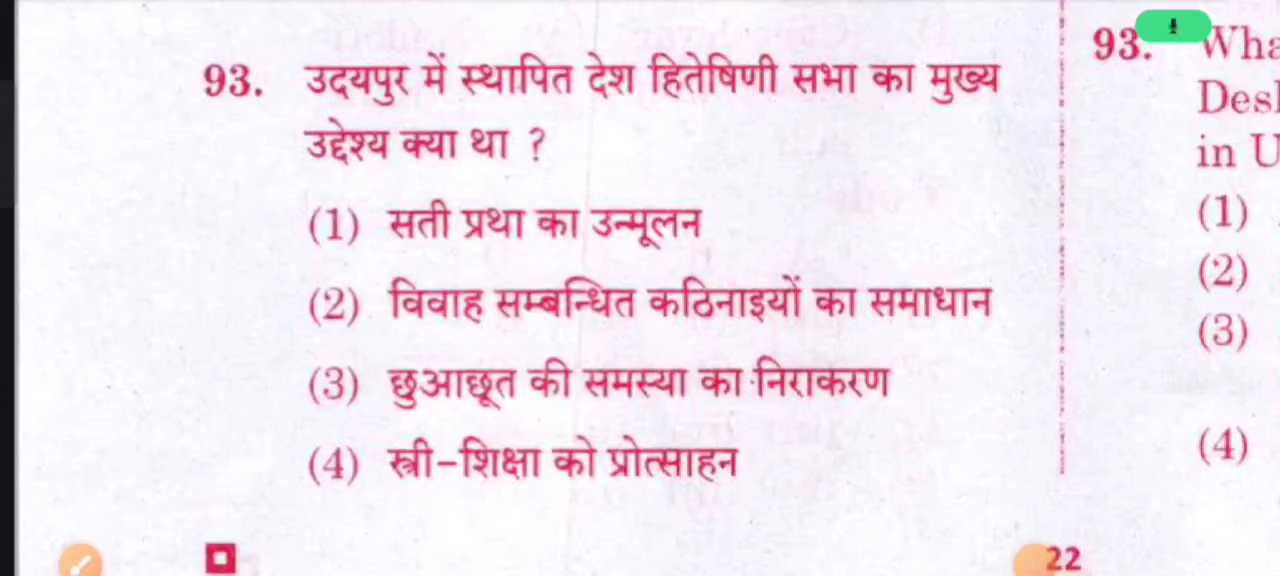 93. उदयपुर में स्थापित देश हितेषिणी सभा का मुख्य
उद्देश्य क्या था ?
(1) सती प्रथा का उन्मूलन
(2) विवाह सम्बन्धित कठिनाइयों का समाधान
(3) छुआछूत की समस्या का निराकरण
(4) स्त्री-शिक्षा को प्रोत्साहन
93.
in
(1)
(2)
(3)
(4)
22